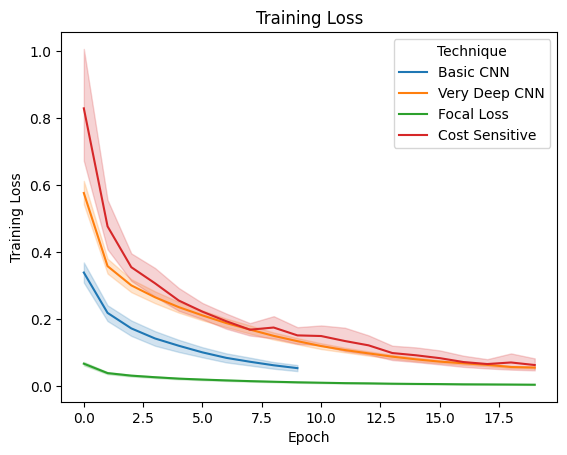 Training Loss
Technique
Basic CNN
Very Deep CNN
Focal Loss
Cost Sensitive
Training Loss
1.0
0.8
0.6
0.4
0.2
0.0
0.0 2.5 5.0 7.5 10.0 12.5 15.0 17.5
Epoch